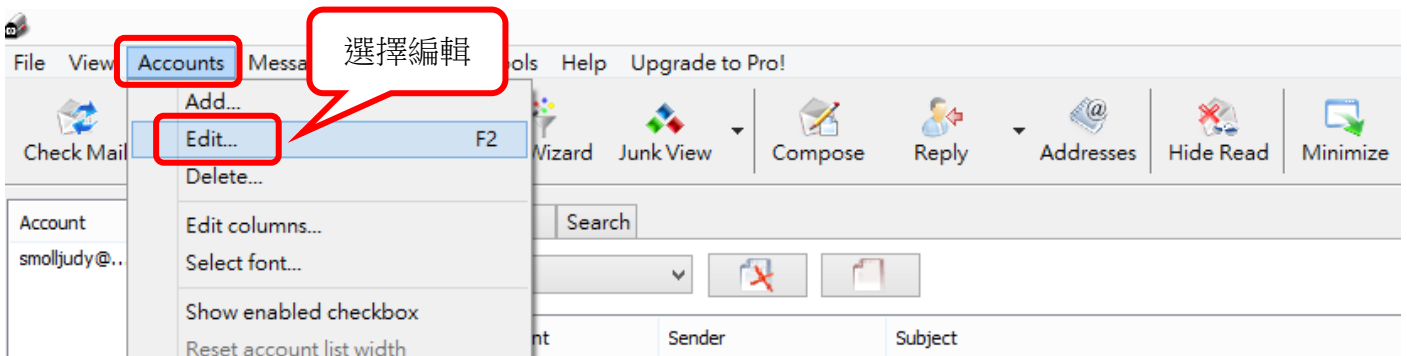 選擇編輯
File View Accounts Messa ols Help Upgrade to Pro!
Add...
Edit... F2
Delete...
Edit columns...
Select font...
Show enabled checkbox
Reset account list width
Check Mail Wizard Junk View Compose Reply Addresses Hide Read Minimize
Account Search
smolljudy@...
nt Sender Subject